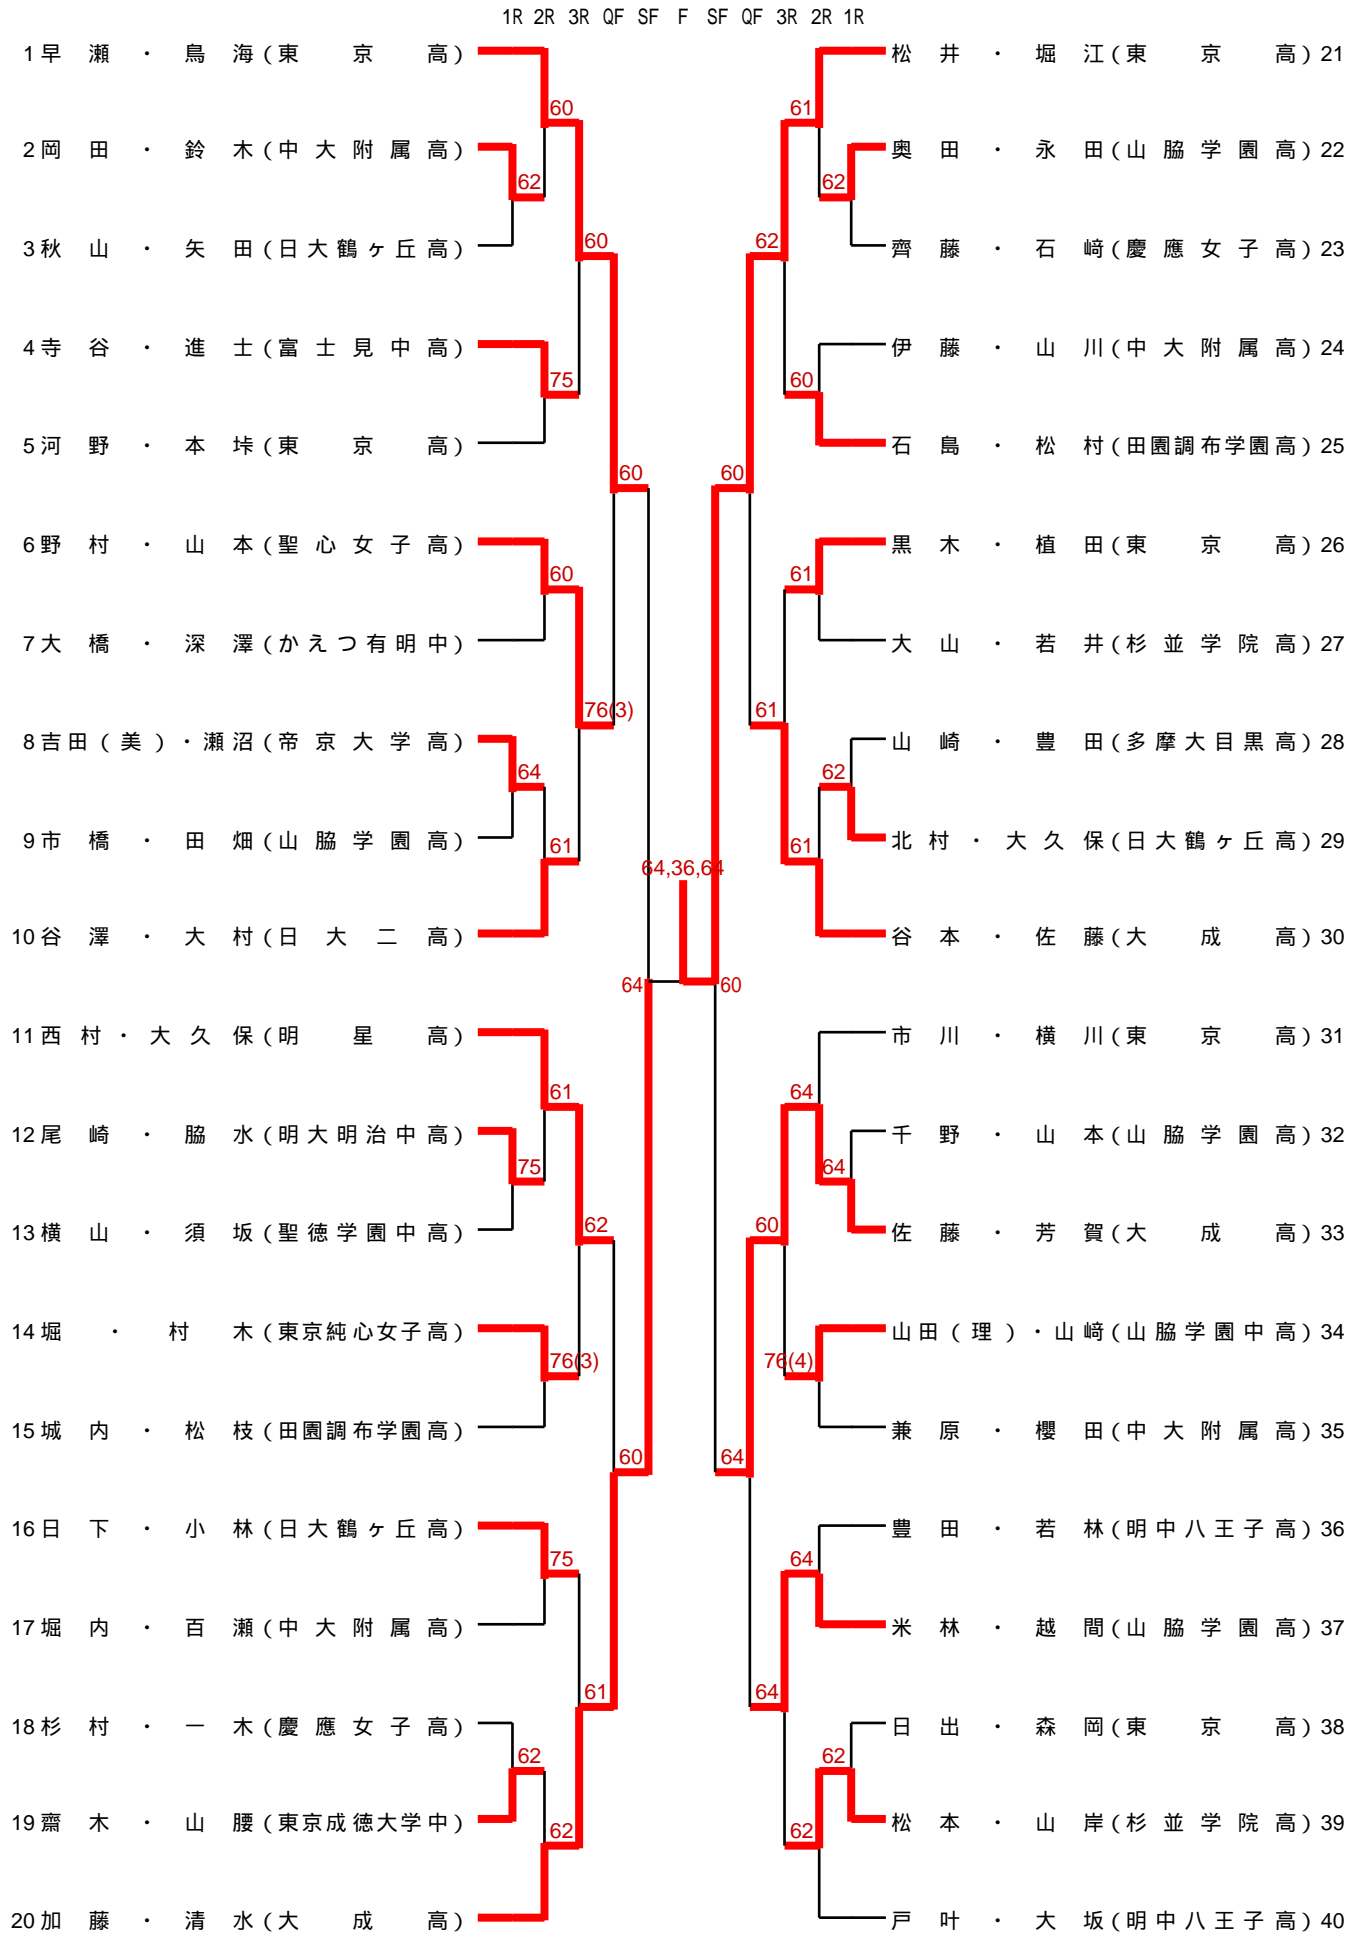 1R 2R 3R QF SF F SF QF 3R 2R 1R
1 早瀬・鳥海(東京高) 松井・堀江(東京高) 21
60 61
2 岡田・鈴木(中大附属高) 奥田・永田(山脇学園高) 22
62 62
3 秋山・矢田(日大鶴ヶ丘高) 60 62 齊藤・石﨑(慶應女子高) 23
4 寺谷・進士(富士見中高) 伊藤・山川(中大附属高) 24
75 60
5 河野・本垰(東京高) 石島・松村(田園調布学園高) 25
60 60
6 野村・山本(聖心女子高) 黒木・植田(東京高) 26
60 61
7 大橋・深澤(かえつ有明中) 大山・若井(杉並学院高) 27
76(3) 61
8 吉田(美)・瀬沼(帝京大学高) 山崎・豊田(多摩大目黒高) 28
64 62
9 市橋・田畑(山脇学園高) 北村・大久保(日大鶴ヶ丘高) 29
61 61
64,36,64
10 谷澤・大村(日大二高) 谷本・佐藤(大成高) 30
64 60
11 西村・大久保(明星高) 市川・横川(東京高) 31
61 64
12 尾崎・脇水(明大明治中高) 千野・山本(山脇学園高) 32
75 64
13 横山・須坂(聖徳学園中高) 62 60 佐藤・芳賀(大成高) 33
14 堀・村木(東京純心女子高) 山田(理)・山﨑(山脇学園中高) 34
76(3) 76(4)
15 城内・松枝(田園調布学園高) 兼原・櫻田(中大附属高) 35
60 64
16 日下・小林(日大鶴ヶ丘高) 豊田・若林(明中八王子高) 36
75 64
17 堀内・百瀬(中大附属高) 米林・越間(山脇学園高) 37
61 64
18 杉村・一木(慶應女子高) 日出・森岡(東京高) 38
62 62
19 齋木・山腰(東京成徳大学中) 松本・山岸(杉並学院高) 39
62 62
20 加藤・清水(大成高) 戸叶・大坂(明中八王子高) 40